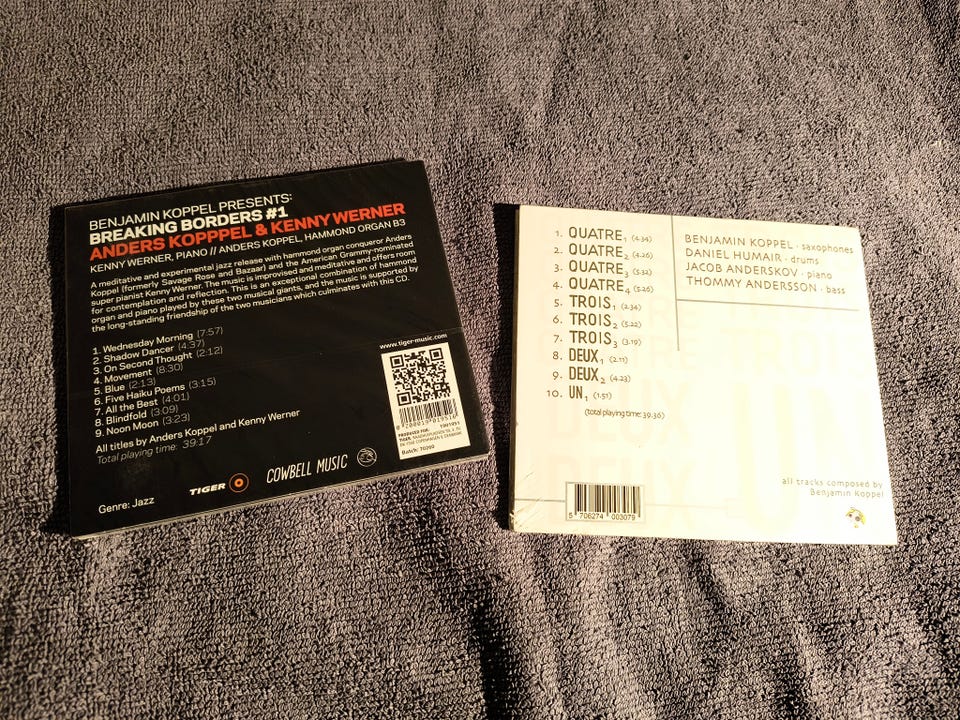 BENJAMIN KOPPEL PRESENTS:
BREAKING BORDERS #1
ANDERS KOPPPEL & KENNY WERNER
KENNY WERNER, PIANO // ANDERS KOPPEL, HAMMOND ORGAN B3
A meditative and experimental jazz release with hammond organ conqueror Anders
Koppel (formerly Savage Rose and Bazaar) and the American Grammy nominated
super pianist Kenny Werner. The music is improvised and meditative and offers room
for contemplation and reflection. This is an exceptional combination of hammond
organ and piano played by these two musical giants, and the music is supported by
the long-standing friendship of the two musicians which culminates with this CD.
1. Wednesday Morning (7:57)
2. Shadow Dancer (4.37)
3. On Second Thought (2:12)
4. Movement (8:30)
5. Blue (2:13)
6. Five Haiku Poems (3.15)
7. All the Best (4.01)
8. Blindfold (3:09)
9. Noon Moon (3:23)
All titles by Anders Koppel and Kenny Werner
Total playing time: 39:17
www.tiger-music.com
PRODUCED FOR:
TIGER
Genre: Jazz
TIGER
COWBELL MUSIC
1. QUATRE1 (4:34)
2. QUATRE2 (4:26)
3. QUATRE3 (5:32)
4. QUATRE4 (5:26)
5. TROIS1 (2:34)
6. TROIS2 (5:22)
7. TROIS3 (3:19)
8. DEUX1 (2:11)
9. DEUX2 (4:23)
10. UN1 (1:51)
(total playing time: 39:36)
BENJAMIN KOPPEL · saxophones
DANIEL HUMAIR · drums
JACOB ANDERSKOV · piano
THOMMY ANDERSSON · bass
5 706274 003079
all tracks composed by
Benjamin Koppel